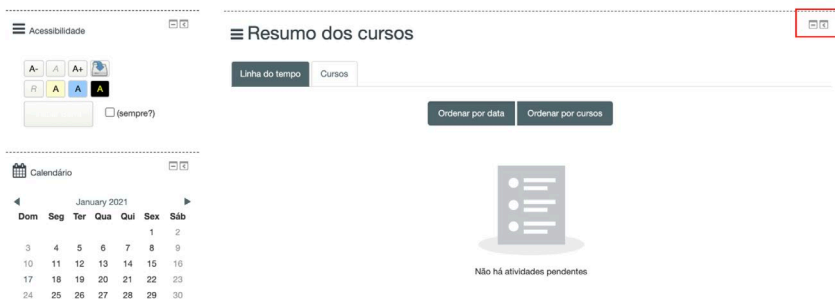 Acessibilidade
A- A A+
R A A A
(sempre?)
Calendário
January 2021
Dom Seg Ter Qua Qui Sex Sáb
1 2
3 4 5 6 7 8 9
10 11 12 13 14 15 16
17 18 19 20 21 22 23
24 25 26 27 28 29 30
Resumo dos cursos
Linha do tempo Cursos
Ordenar por data Ordenar por cursos
Não há atividades pendentes